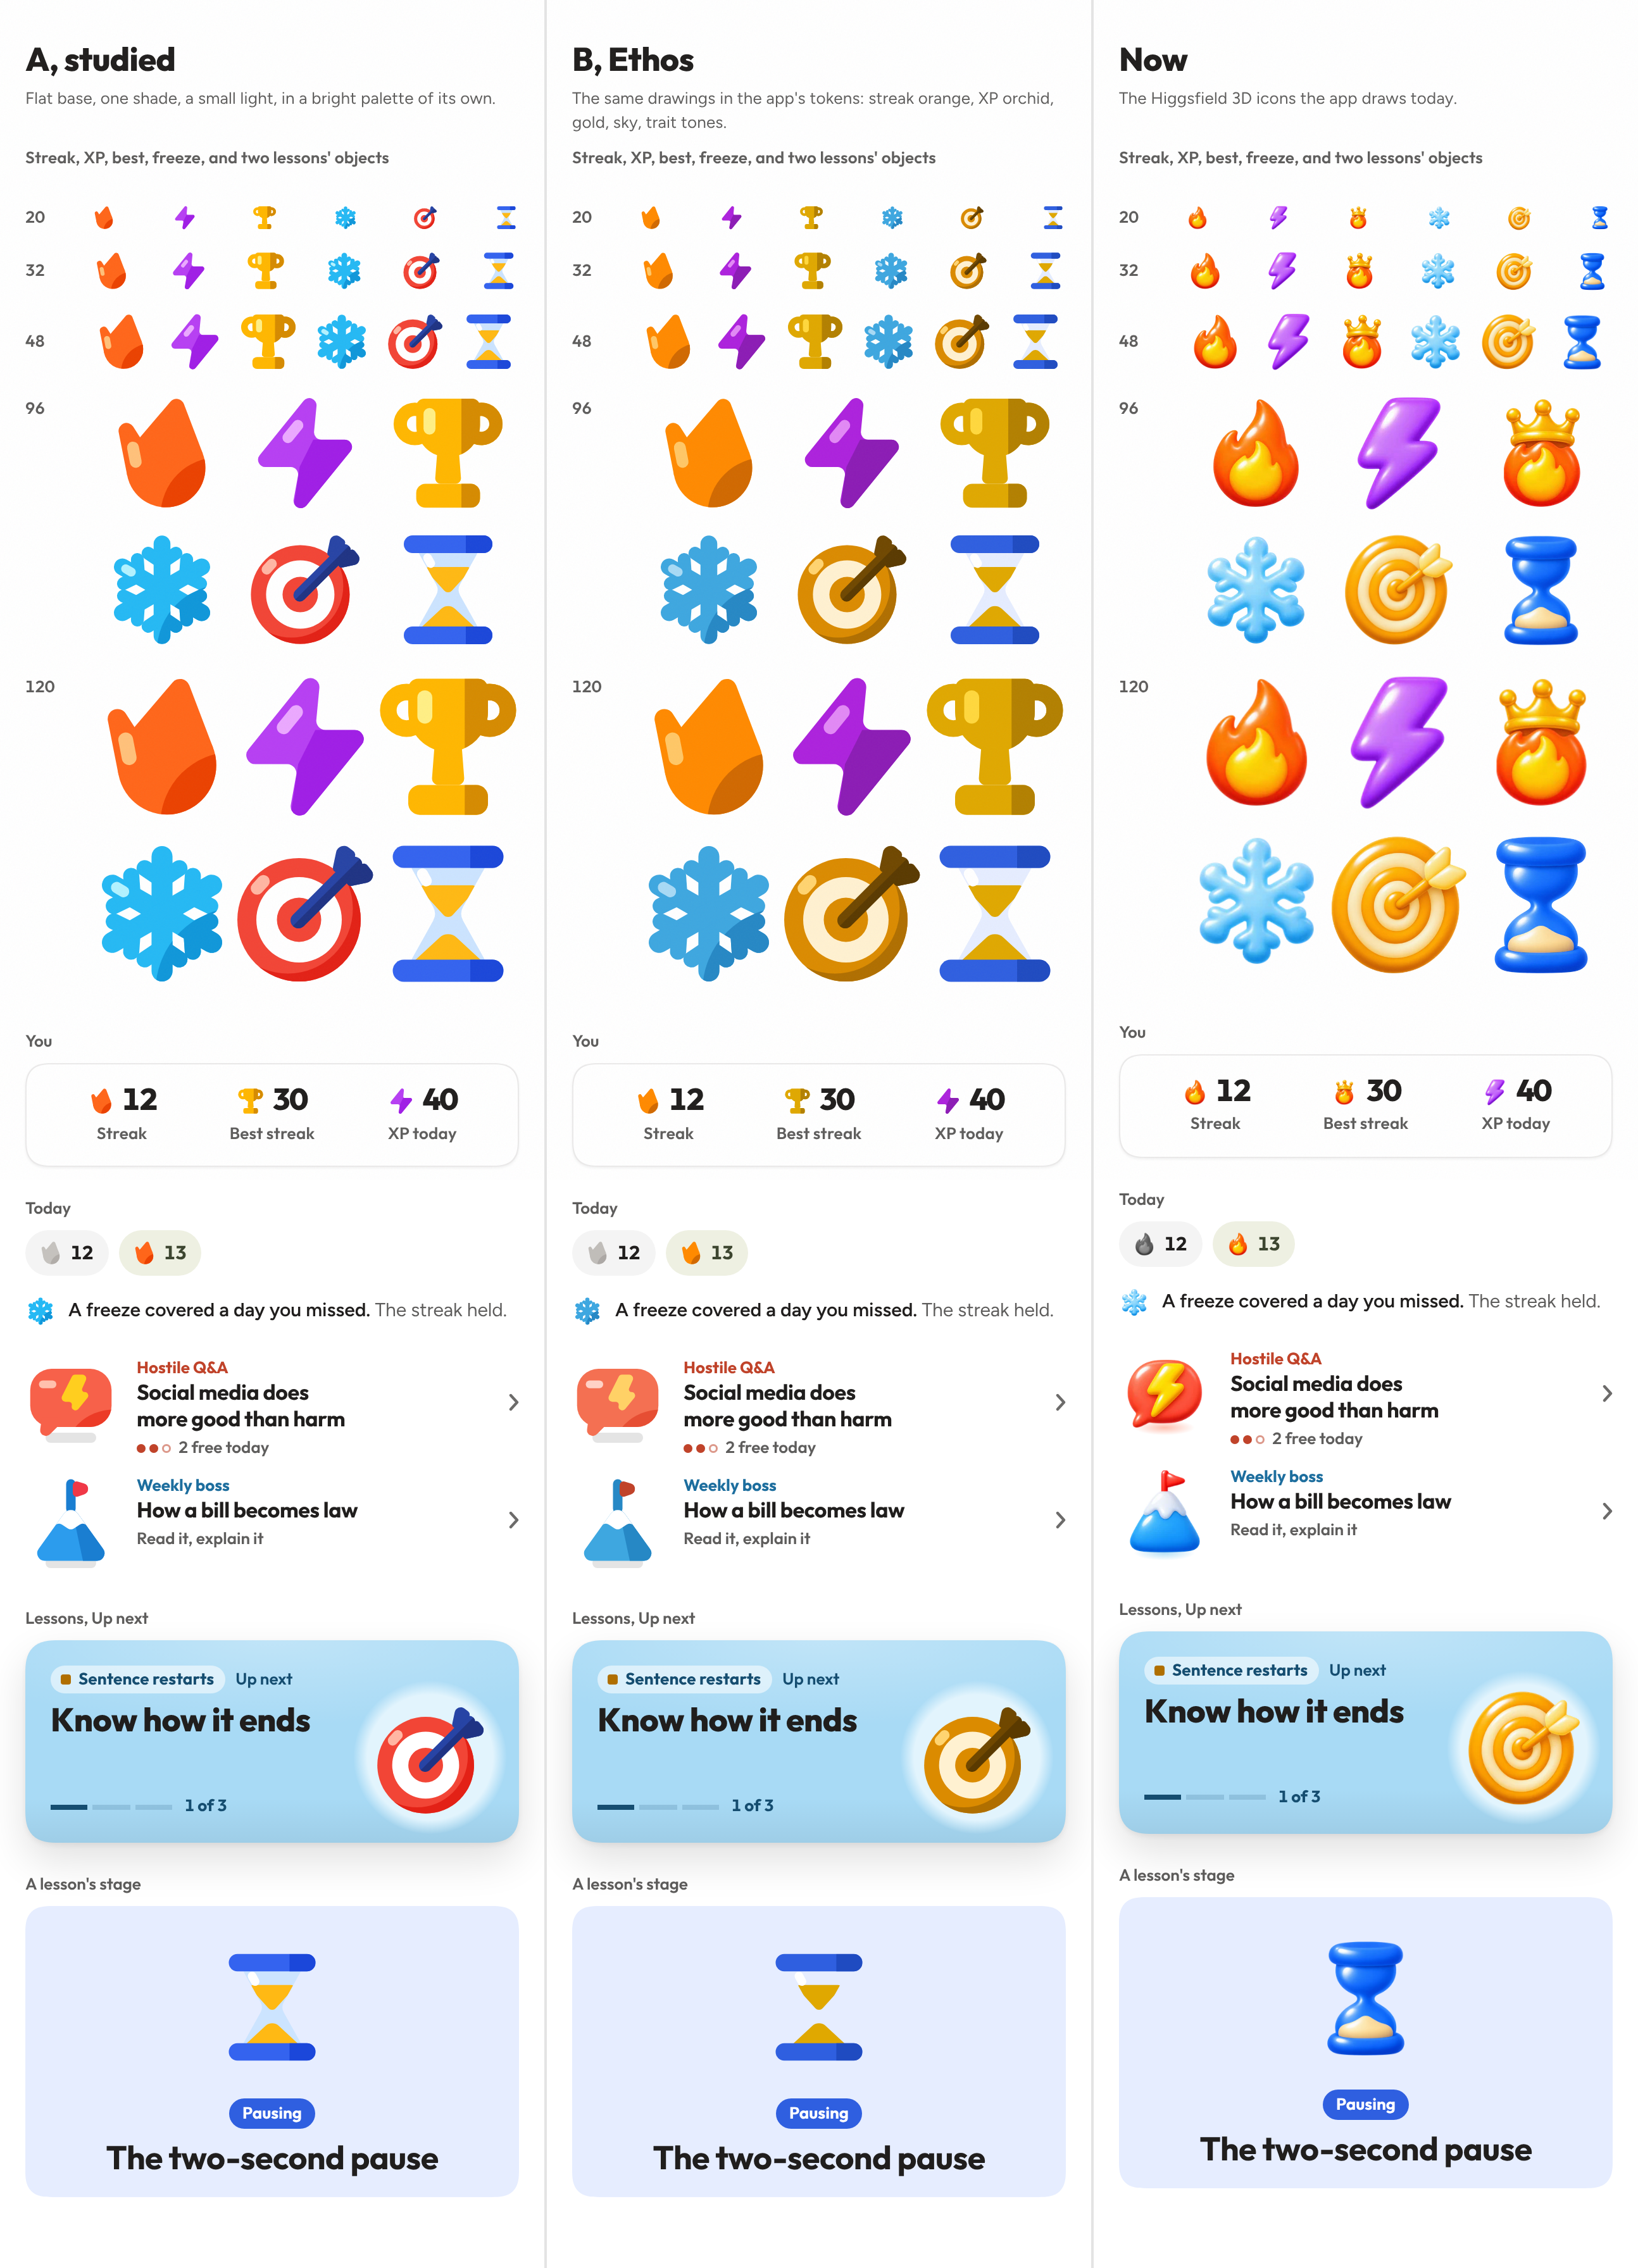 A, studied
Flat base, one shade, a small light, in a bright palette of its own.
Streak, XP, best, freeze, and two lessons' objects
20
32
48
96
120
You
12
30
40
Streak
Best streak
XP today
Today
12
13
A freeze covered a day you missed. The streak held.
Hostile Q&A
Social media does
more good than harm
2 free today
Weekly boss
How a bill becomes law
Read it, explain it
Lessons, Up next
Sentence restarts
Up next
Know how it ends
1 of 3
A lesson's stage
Pausing
The two-second pause
B, Ethos
The same drawings in the app's tokens: streak orange, XP orchid,
gold, sky, trait tones.
Streak, XP, best, freeze, and two lessons' objects
20
32
48
96
120
You
12
30
40
Streak
Best streak
XP today
Today
12
13
A freeze covered a day you missed. The streak held.
Hostile Q&A
Social media does
more good than harm
2 free today
Weekly boss
How a bill becomes law
Read it, explain it
Lessons, Up next
Sentence restarts
Up next
Know how it ends
1 of 3
A lesson's stage
Pausing
The two-second pause
Now
The Higgsfield 3D icons the app draws today.
Streak, XP, best, freeze, and two lessons' objects
20
32
48
96
120
You
12
30
40
Streak
Best streak
XP today
Today
12
13
A freeze covered a day you missed. The streak held.
Hostile Q&A
Social media does
more good than harm
2 free today
Weekly boss
How a bill becomes law
Read it, explain it
Lessons, Up next
Sentence restarts
Up next
Know how it ends
1 of 3
A lesson's stage
Pausing
The two-second pause